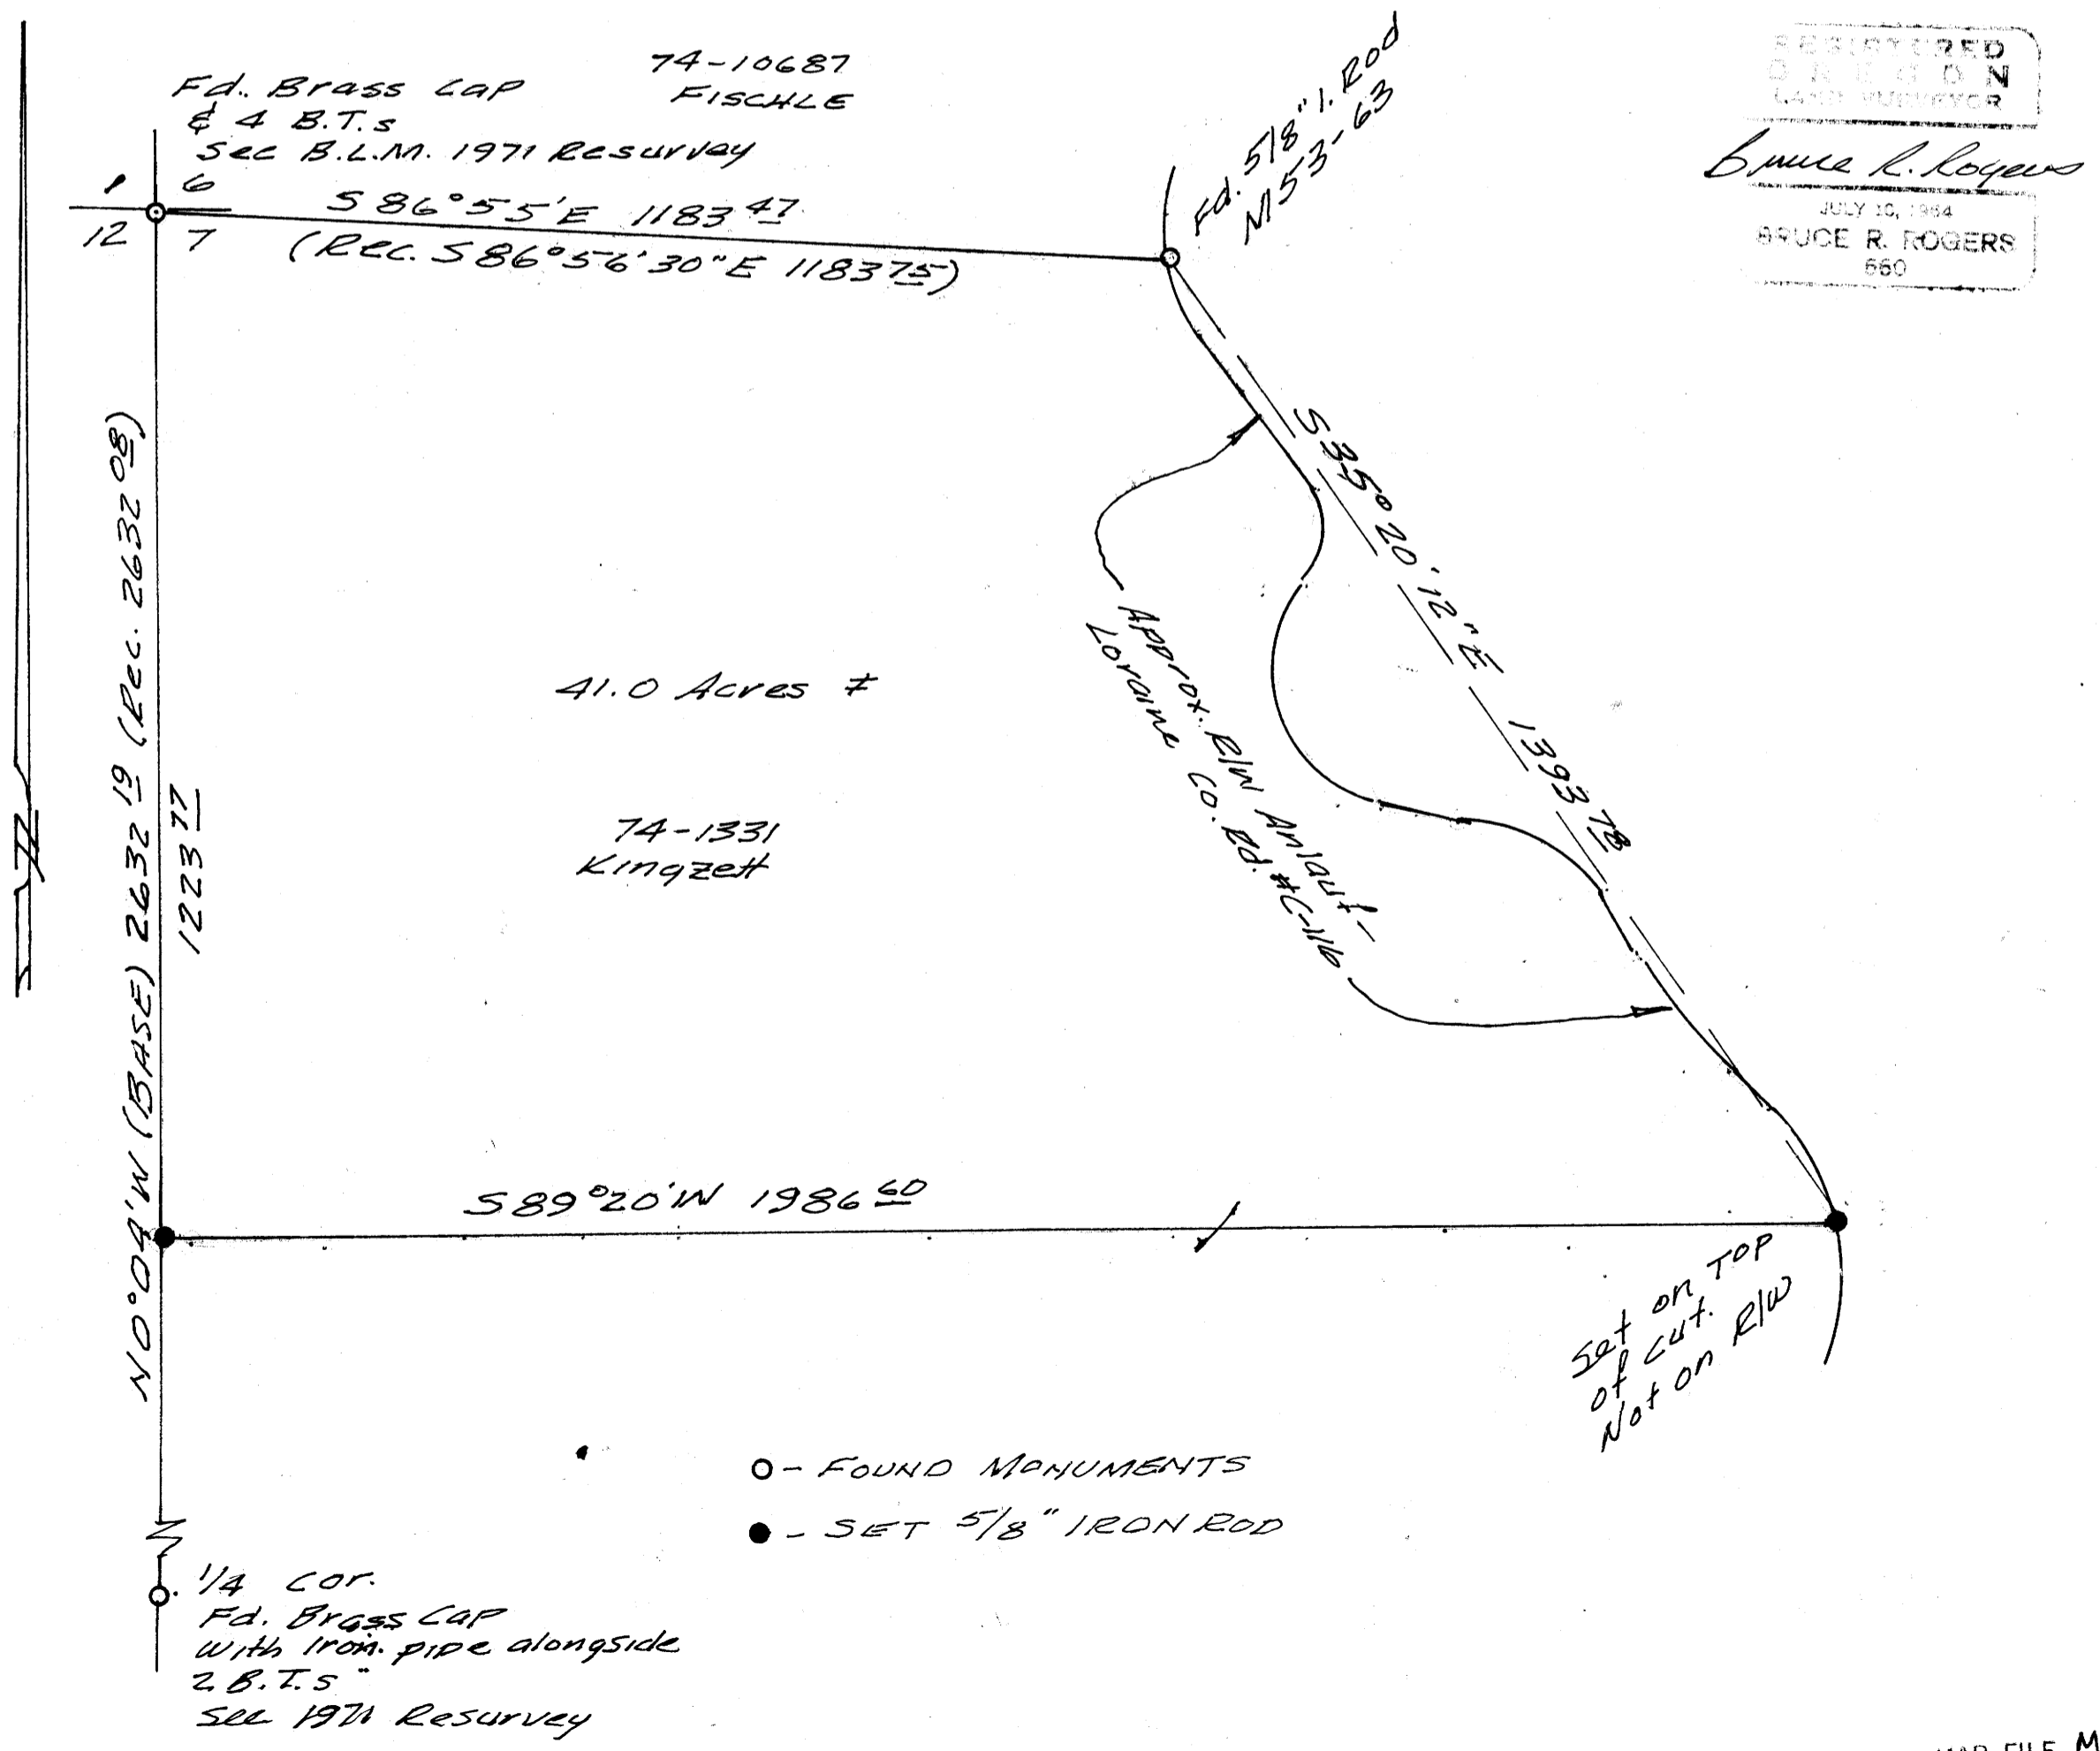 74-10687
FISCHLE
Fd. Brass Cap
& 4 B.T.s
See B.L.M. 1971 Resurvey
1 6
12 7
S 86°55'E 1183 47
(Rec. S 86°56'30"E 1183 75)
Fd. 5/8" I. Rod
M53-63
REGISTERED
OREGON
LAND SURVEYOR
Bruce R. Rogers
JULY 10, 1964
BRUCE R. ROGERS
660
N 0°04'W (BASE) 2632 19 (Rec. 2632 08)
1223 77
S 35°20'12"E 1393 78
41.0 Acres ±
74-1331
Kingzett
Approx. R/W Anlauf-
Loraine Co. Rd. #C-116
S 89°20'W 1986 60
Set on Top
of cut.
Not on R/W
O - FOUND MONUMENTS
● - SET 5/8" IRON ROD
1/4 Cor.
Fd. Brass Cap
with Iron pipe alongside
2 B.T.s
See 1971 Resurvey
MAP FILE M